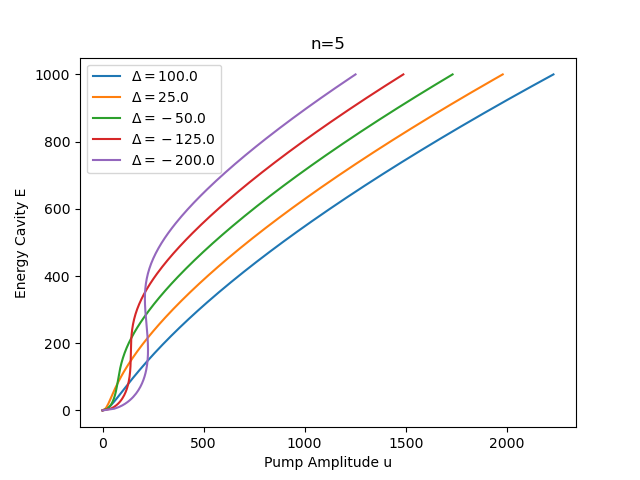 n=5
Δ = 100.0
Δ = 25.0
Δ = −50.0
Δ = −125.0
Δ = −200.0
Energy Cavity E
1000
800
600
400
200
0
0 500 1000 1500 2000
Pump Amplitude u